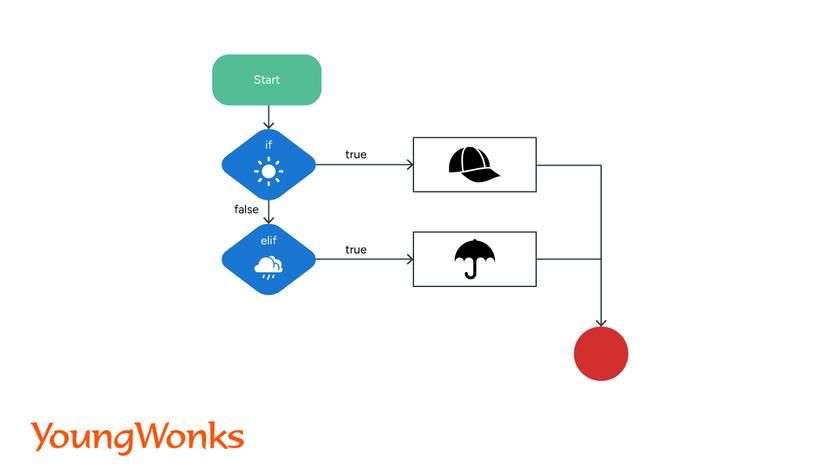 Start
if
true
false
elif
true
YoungWonks